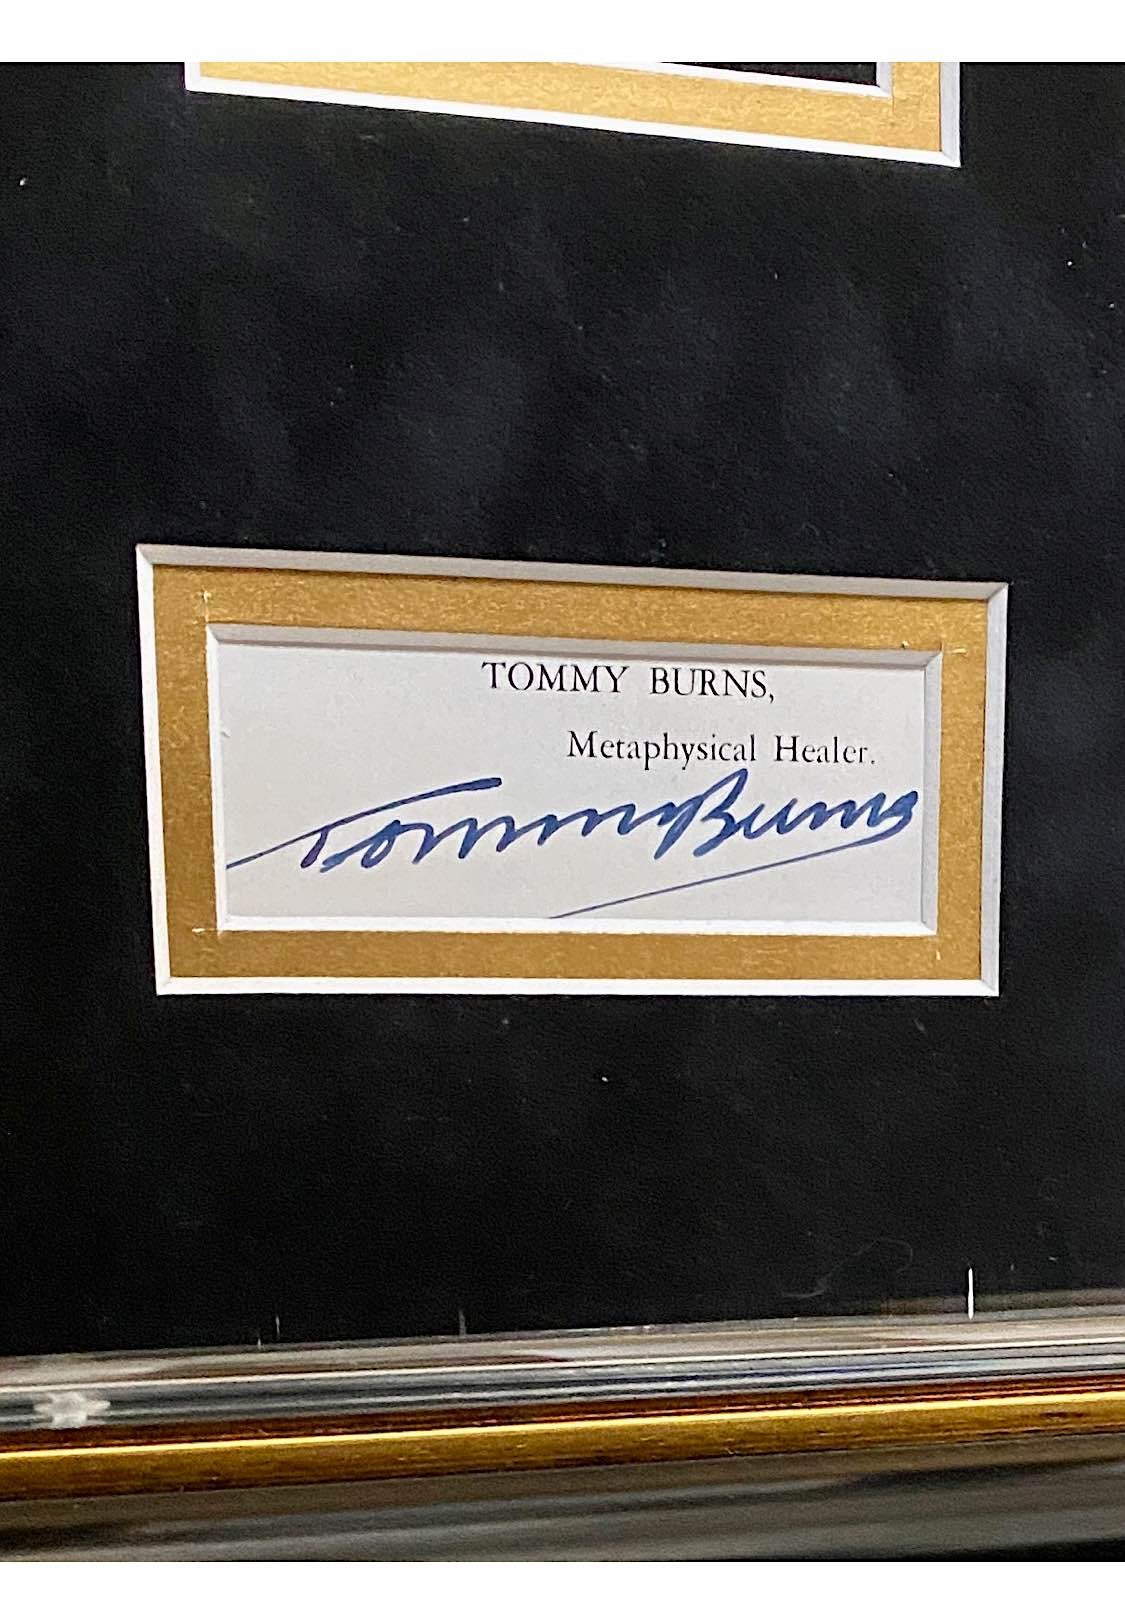 TOMMY BURNS,
Metaphysical Healer.
Tommy Burns